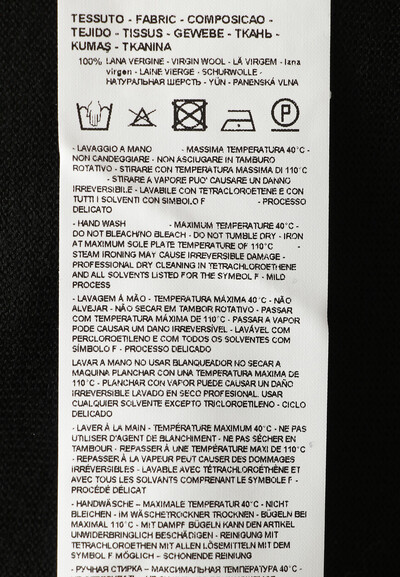 TESSUTO - FABRIC - COMPOSICAO -
TEJIDO - TISSUS - GEWEBE - TKAHЬ -
KUMAŞ - TKANINA
100% LANA VERGINE - VIRGIN WOOL - LÃ VIRGEM - lana
virgen - LAINE VIERGE - SCHURWOLLE -
НАТУРАЛЬНАЯ ШЕРСТЬ - YÜN - PANENSKÁ VLNA
P
- LAVAGGIO A MANO - MASSIMA TEMPERATURA 40°C -
NON CANDEGGIARE - NON ASCIUGARE IN TAMBURO
ROTATIVO - STIRARE CON TEMPERATURA MASSIMA DI 110°C
- STIRARE A VAPORE PUO' CAUSARE UN DANNO
IRREVERSIBILE - LAVABILE CON TETRACLOROETENE E CON
TUTTI I SOLVENTI CON SIMBOLO F - PROCESSO
DELICATO
- HAND WASH - MAXIMUM TEMPERATURE 40°C -
DO NOT BLEACH/NO BLEACH - DO NOT TUMBLE DRY - IRON
AT MAXIMUM SOLE PLATE TEMPERATURE OF 110°C -
STEAM IRONING MAY CAUSE IRREVERSIBLE DAMAGE -
PROFESSIONAL DRY CLEANING IN TETRACHLOROETHENE
AND ALL SOLVENTS LISTED FOR THE SYMBOL F - MILD
PROCESS
- LAVAGEM À MÃO - TEMPERATURA MÁXIMA 40°C - NÃO
ALVEJAR - NÃO SECAR EM TAMBOR ROTATIVO - PASSAR
COM TEMPERATURA MÁXIMA DE 110°C - PASSAR A VAPOR
PODE CAUSAR UM DANO IRREVERSÍVEL - LAVÁVEL COM
PERCLOROETILENO E COM TODOS OS SOLVENTES COM
SÍMBOLO F - PROCESSO DELICADO
LAVAR A MANO NO USAR BLANQUEADOR NO SECAR A
MAQUINA PLANCHAR CON UNA TEMPERATURA MAXIMA DE
110°C - PLANCHAR CON VAPOR PUEDE CAUSAR UN DAÑO
IRREVERSIBLE LAVADO EN SECO PROFESIONAL. USAR
CUALQUIER SOLVENTE EXCEPTO TRICLOROETILENO - CICLO
DELICADO
- LAVER À LA MAIN - TEMPÉRATURE MAXIMUM 40°C - NE PAS
UTILISER D'AGENT DE BLANCHIMENT - NE PAS SÉCHER EN
TAMBOUR - REPASSER À UNE TEMPÉRATURE MAXI DE 110°C
- REPASSER À LA VAPEUR PEUT CAUSER DES DOMMAGES
IRRÉVERSIBLES - LAVABLE AVEC TÉTRACHLOROÉTHÈNE ET
AVEC TOUS LES SOLVANTS COMPRENANT LE SYMBOLE F -
PROCÉDÉ DÉLICAT
- HANDWÄSCHE - MAXIMALE TEMPERATUR 40°C - NICHT
BLEICHEN - IM WÄSCHETROCKNER TROCKNEN - BÜGELN BEI
MAXIMAL 110°C - MIT DAMPF BÜGELN KANN DEN ARTIKEL
UNWIDERBRINGLICH BESCHÄDIGEN - REINIGUNG MIT
TETRACHLOROETHEN MIT ALLEN LÖSEMITTELN MIT DEM
SYMBOL F MÖGLICH - SCHONENDE REINUNG
- РУЧНАЯ СТИРКА - МАКСИМАЛЬНАЯ ТЕМПЕРАТУРА 40°C -